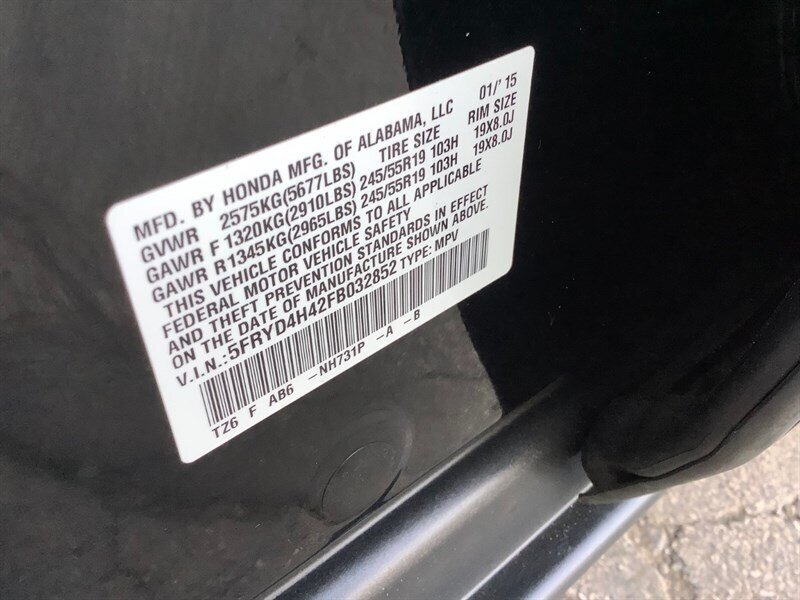 MFD. BY HONDA MFG. OF ALABAMA, LLC 01/'15
GVWR 2575KG(5677LBS) TIRE SIZE RIM SIZE
GAWR F 1320KG(2910LBS) 245/55R19 103H 19X8.0J
GAWR R 1345KG(2965LBS) 245/55R19 103H 19X8.0J
THIS VEHICLE CONFORMS TO ALL APPLICABLE
FEDERAL MOTOR VEHICLE SAFETY
AND THEFT PREVENTION STANDARDS IN EFFECT
ON THE DATE OF MANUFACTURE SHOWN ABOVE.
V.I.N.:5FRYD4H42FB032852 TYPE: MPV
TZ6 F AB6 -NH731P -A -B